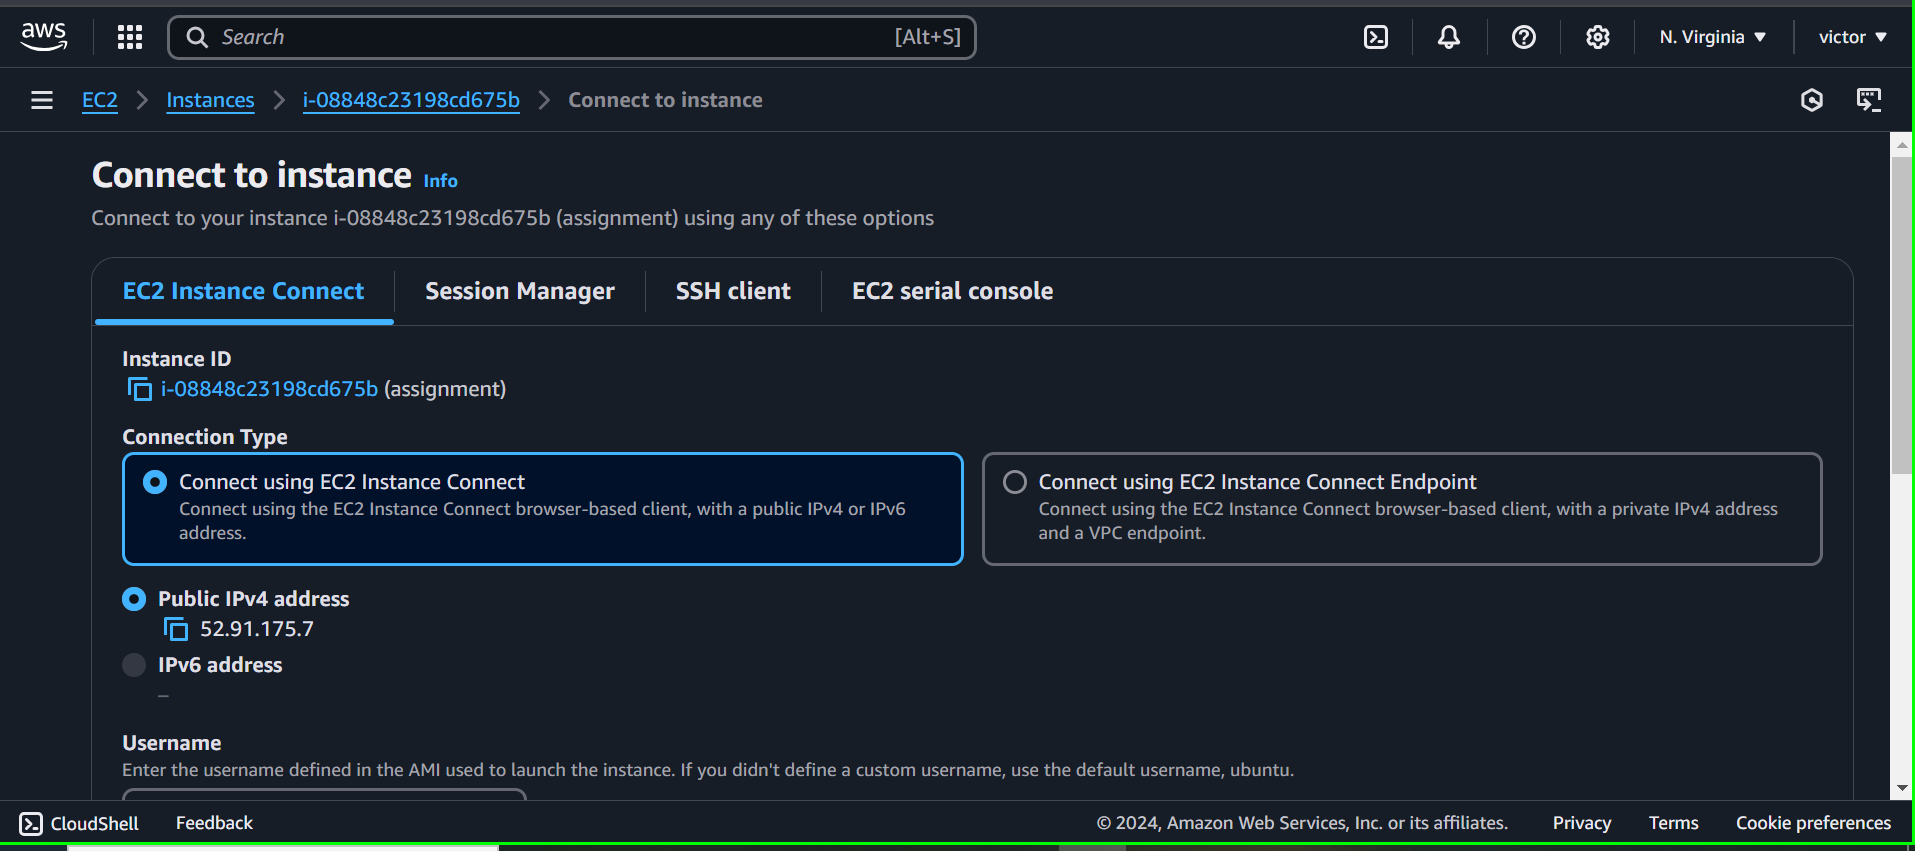 aws
Search [Alt+S]
N. Virginia
victor
EC2
Instances
i-08848c23198cd675b
Connect to instance
Connect to instance Info
Connect to your instance i-08848c23198cd675b (assignment) using any of these options
EC2 Instance Connect
Session Manager
SSH client
EC2 serial console
Instance ID
i-08848c23198cd675b (assignment)
Connection Type
Connect using EC2 Instance Connect
Connect using the EC2 Instance Connect browser-based client, with a public IPv4 or IPv6
address.
Connect using EC2 Instance Connect Endpoint
Connect using the EC2 Instance Connect browser-based client, with a private IPv4 address
and a VPC endpoint.
Public IPv4 address
52.91.175.7
IPv6 address
–
Username
Enter the username defined in the AMI used to launch the instance. If you didn't define a custom username, use the default username, ubuntu.
CloudShell
Feedback
© 2024, Amazon Web Services, Inc. or its affiliates.
Privacy
Terms
Cookie preferences